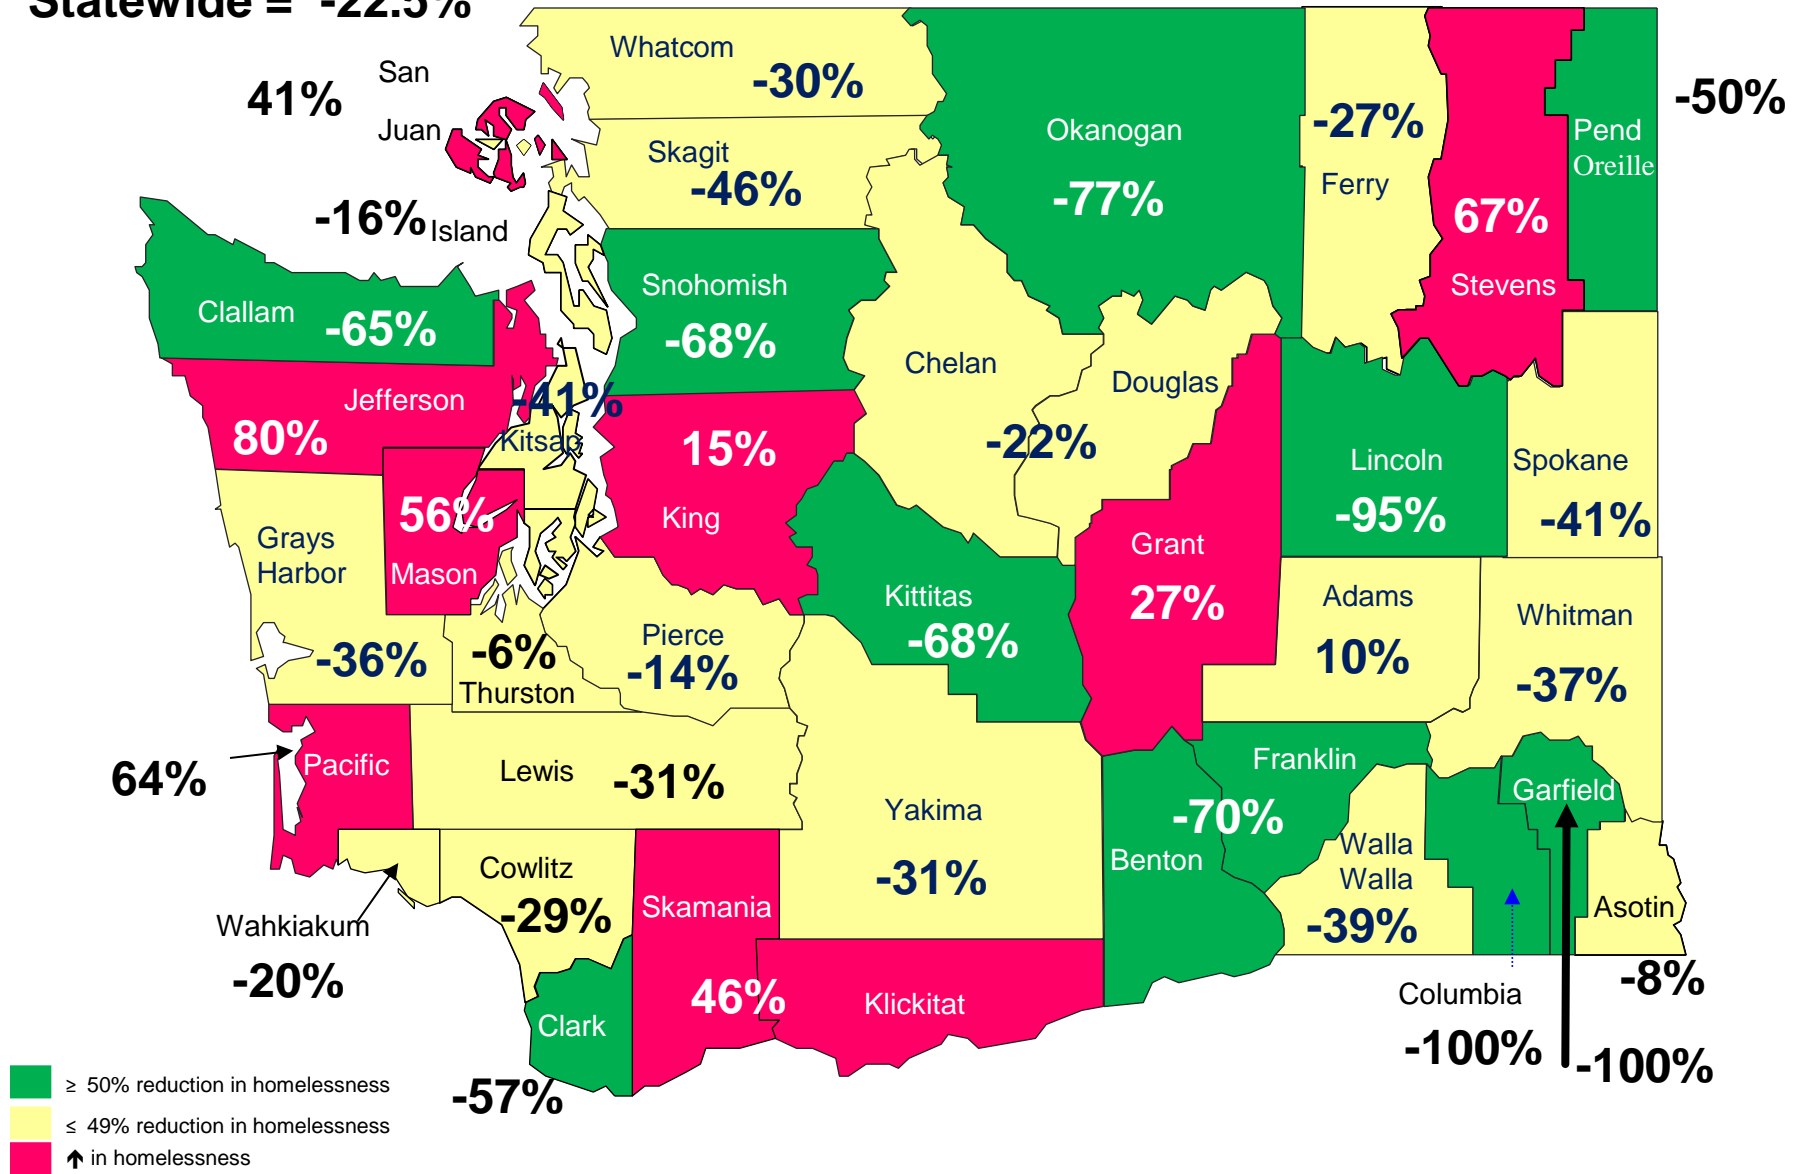 Statewide = -22.5%
Whatcom
-30%
San
41%
Juan
Okanogan
-77%
-27%
Ferry
-50%
Pend
Oreille
Skagit
-46%
67%
Stevens
-16%
Island
Clallam
-65%
Snohomish
-68%
Chelan
Douglas
-22%
Jefferson
80%
-41%
Kitsap
15%
King
Lincoln
-95%
Spokane
-41%
56%
Mason
Grays
Harbor
-36%
Grant
27%
Kittitas
-68%
Adams
10%
Whitman
-37%
-6%
Thurston
Pierce
-14%
64%
Pacific
Lewis
-31%
Yakima
-31%
Franklin
-70%
Benton
Garfield
Walla
Walla
-39%
Asotin
-8%
Cowlitz
-29%
Skamania
46%
Klickitat
Wahkiakum
-20%
Clark
-57%
Columbia
-100%
-100%
≥ 50% reduction in homelessness
≤ 49% reduction in homelessness
↑ in homelessness